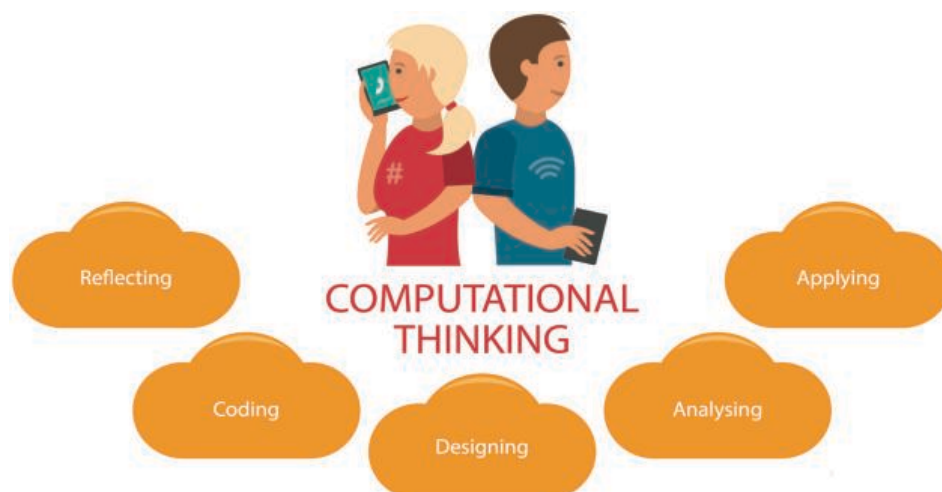 #
Reflecting
Applying
COMPUTATIONAL
THINKING
Coding
Analysing
Designing